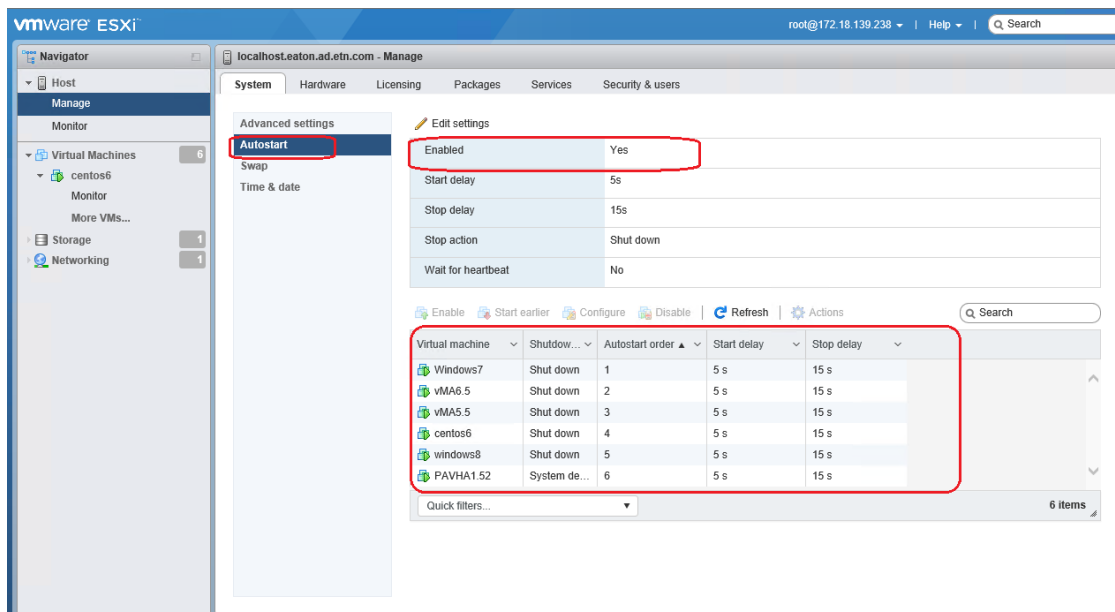 vmware ESXi™
root@172.18.139.238 | Help | Search
Navigator
Host
Manage
Monitor
Virtual Machines 6
centos6
Monitor
More VMs...
Storage 1
Networking 1
localhost.eaton.ad.etn.com - Manage
System Hardware Licensing Packages Services Security & users
Advanced settings
Autostart
Swap
Time & date
Edit settings
Enabled Yes
Start delay 5s
Stop delay 15s
Stop action Shut down
Wait for heartbeat No
Enable Start earlier Configure Disable | Refresh | Actions Search
Virtual machine Shutdow... Autostart order ▲ Start delay Stop delay
Windows7 Shut down 1 5 s 15 s
vMA6.5 Shut down 2 5 s 15 s
vMA5.5 Shut down 3 5 s 15 s
centos6 Shut down 4 5 s 15 s
windows8 Shut down 5 5 s 15 s
PAVHA1.52 System de... 6 5 s 15 s
Quick filters... 6 items